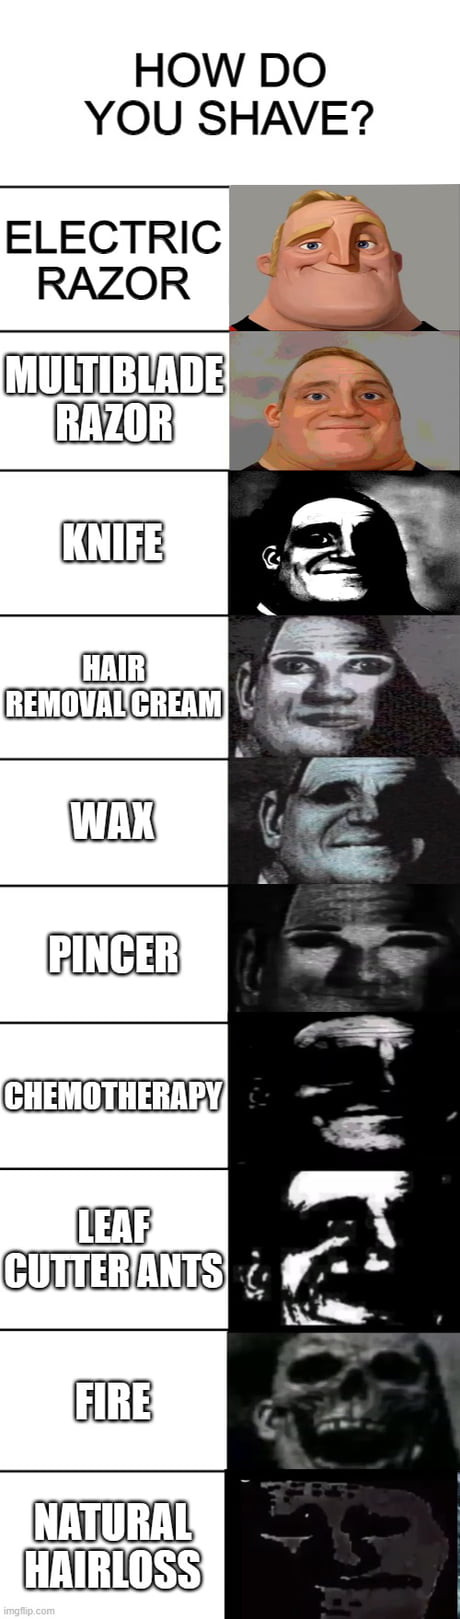 HOW DO
YOU SHAVE?
ELECTRIC
RAZOR
MULTIBLADE
RAZOR
KNIFE
HAIR
REMOVAL CREAM
WAX
PINCER
CHEMOTHERAPY
LEAF
CUTTER ANTS
FIRE
NATURAL
HAIRLOSS
imgflip.com